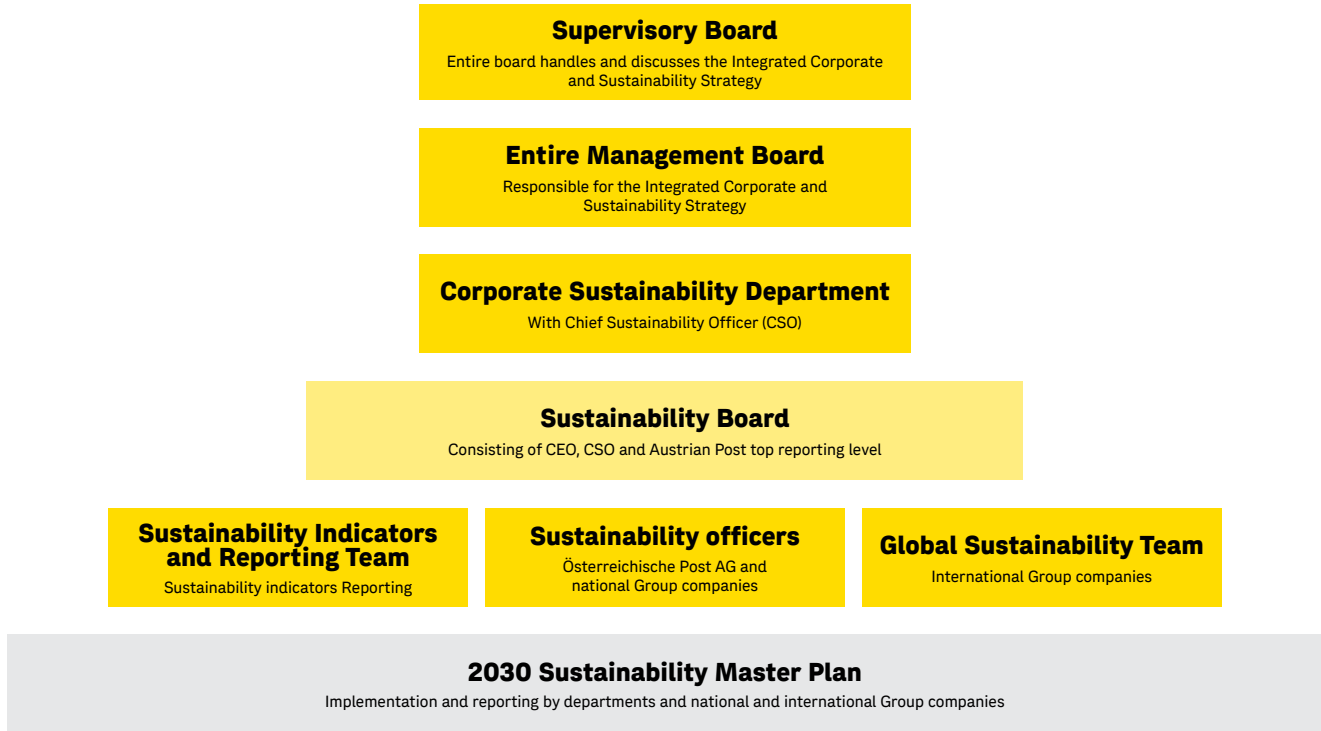 Supervisory Board
Entire board handles and discusses the Integrated Corporate
and Sustainability Strategy
Entire Management Board
Responsible for the Integrated Corporate and
Sustainability Strategy
Corporate Sustainability Department
With Chief Sustainability Officer (CSO)
Sustainability Board
Consisting of CEO, CSO and Austrian Post top reporting level
Sustainability Indicators
and Reporting Team
Sustainability indicators Reporting
Sustainability officers
Österreichische Post AG and
national Group companies
Global Sustainability Team
International Group companies
2030 Sustainability Master Plan
Implementation and reporting by departments and national and international Group companies